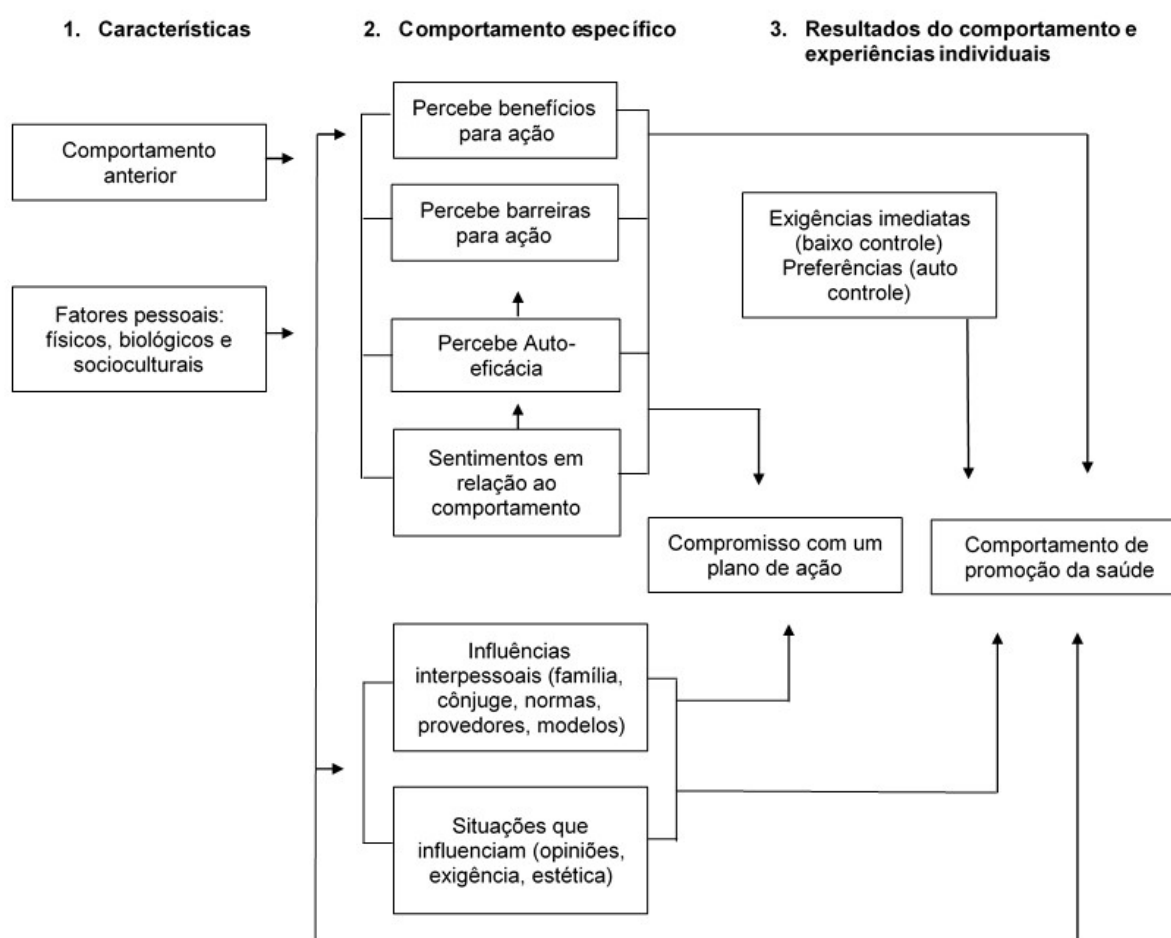 1. Características
2. Comportamento específico
3. Resultados do comportamento e
experiências individuais
Comportamento
anterior
Fatores pessoais:
físicos, biológicos e
socioculturais
Percebe benefícios
para ação
Percebe barreiras
para ação
Percebe Auto-
eficácia
Sentimentos em
relação ao
comportamento
Influências
interpessoais (família,
cônjuge, normas,
provedores, modelos)
Situações que
influenciam (opiniões,
exigência, estética)
Exigências imediatas
(baixo controle)
Preferências (auto
controle)
Compromisso com um
plano de ação
Comportamento de
promoção da saúde